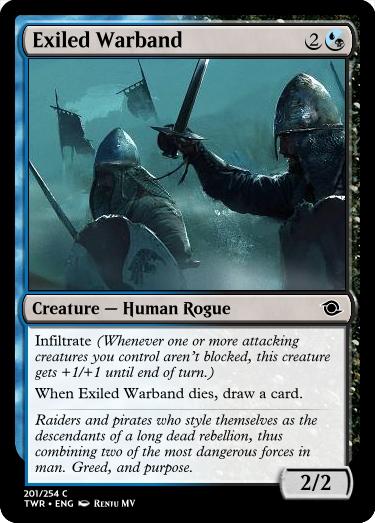 Exiled Warband 2
Creature — Human Rogue
Infiltrate (Whenever one or more attacking
creatures you control aren't blocked, this creature
gets +1/+1 until end of turn.)
When Exiled Warband dies, draw a card.
Raiders and pirates who style themselves as the
descendants of a long dead rebellion, thus
combining two of the most dangerous forces in
man. Greed, and purpose.
2/2
201/254 C
TWR • ENG Reniu MV